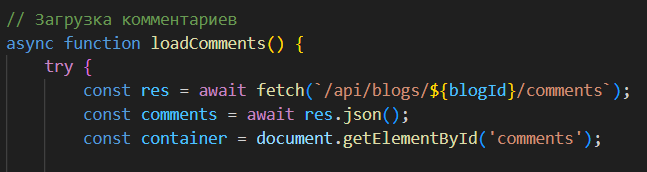 // Загрузка комментариев
async function loadComments() {
    try {
        const res = await fetch(`/api/blogs/${blogId}/comments`);
        const comments = await res.json();
        const container = document.getElementById('comments');